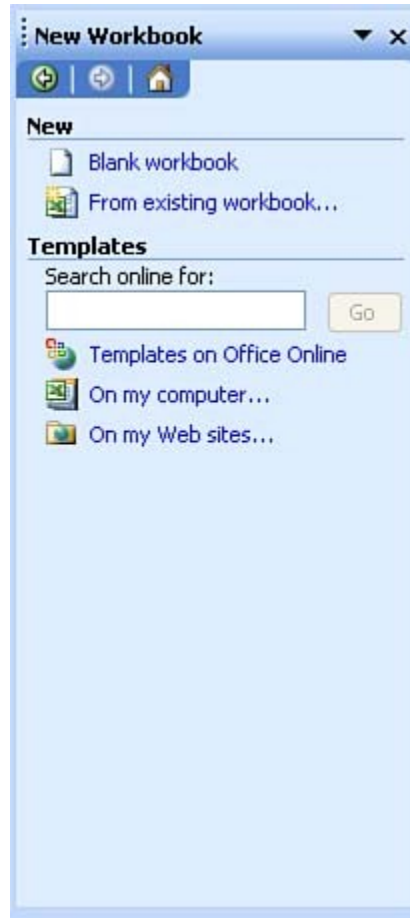 New Workbook
New
Blank workbook
From existing workbook...
Templates
Search online for:
Go
Templates on Office Online
On my computer...
On my Web sites...